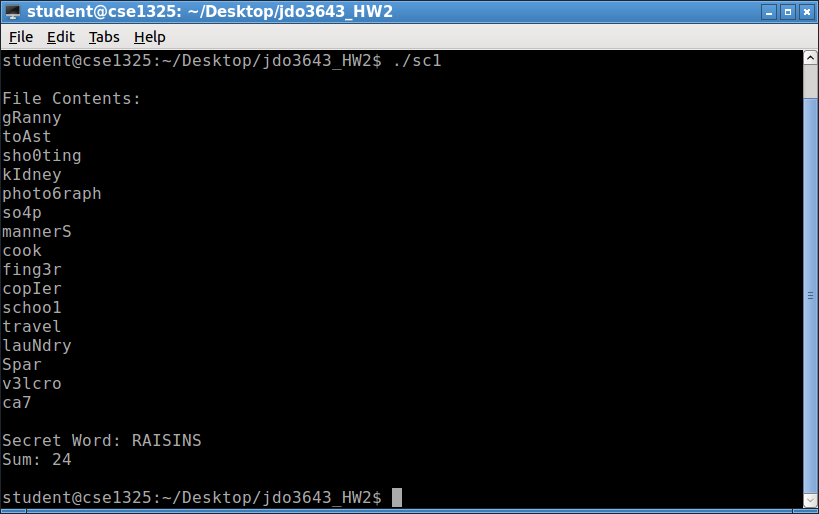 student@cse1325: ~/Desktop/jdo3643_HW2
File Edit Tabs Help
student@cse1325:~/Desktop/jdo3643_HW2$ ./sc1
File Contents:
gRanny
toAst
sho0ting
kIdney
photo6raph
so4p
mannerS
cook
fing3r
copIer
schoo1
travel
lauNdry
Spar
v3lcro
ca7
Secret Word: RAISINS
Sum: 24
student@cse1325:~/Desktop/jdo3643_HW2$